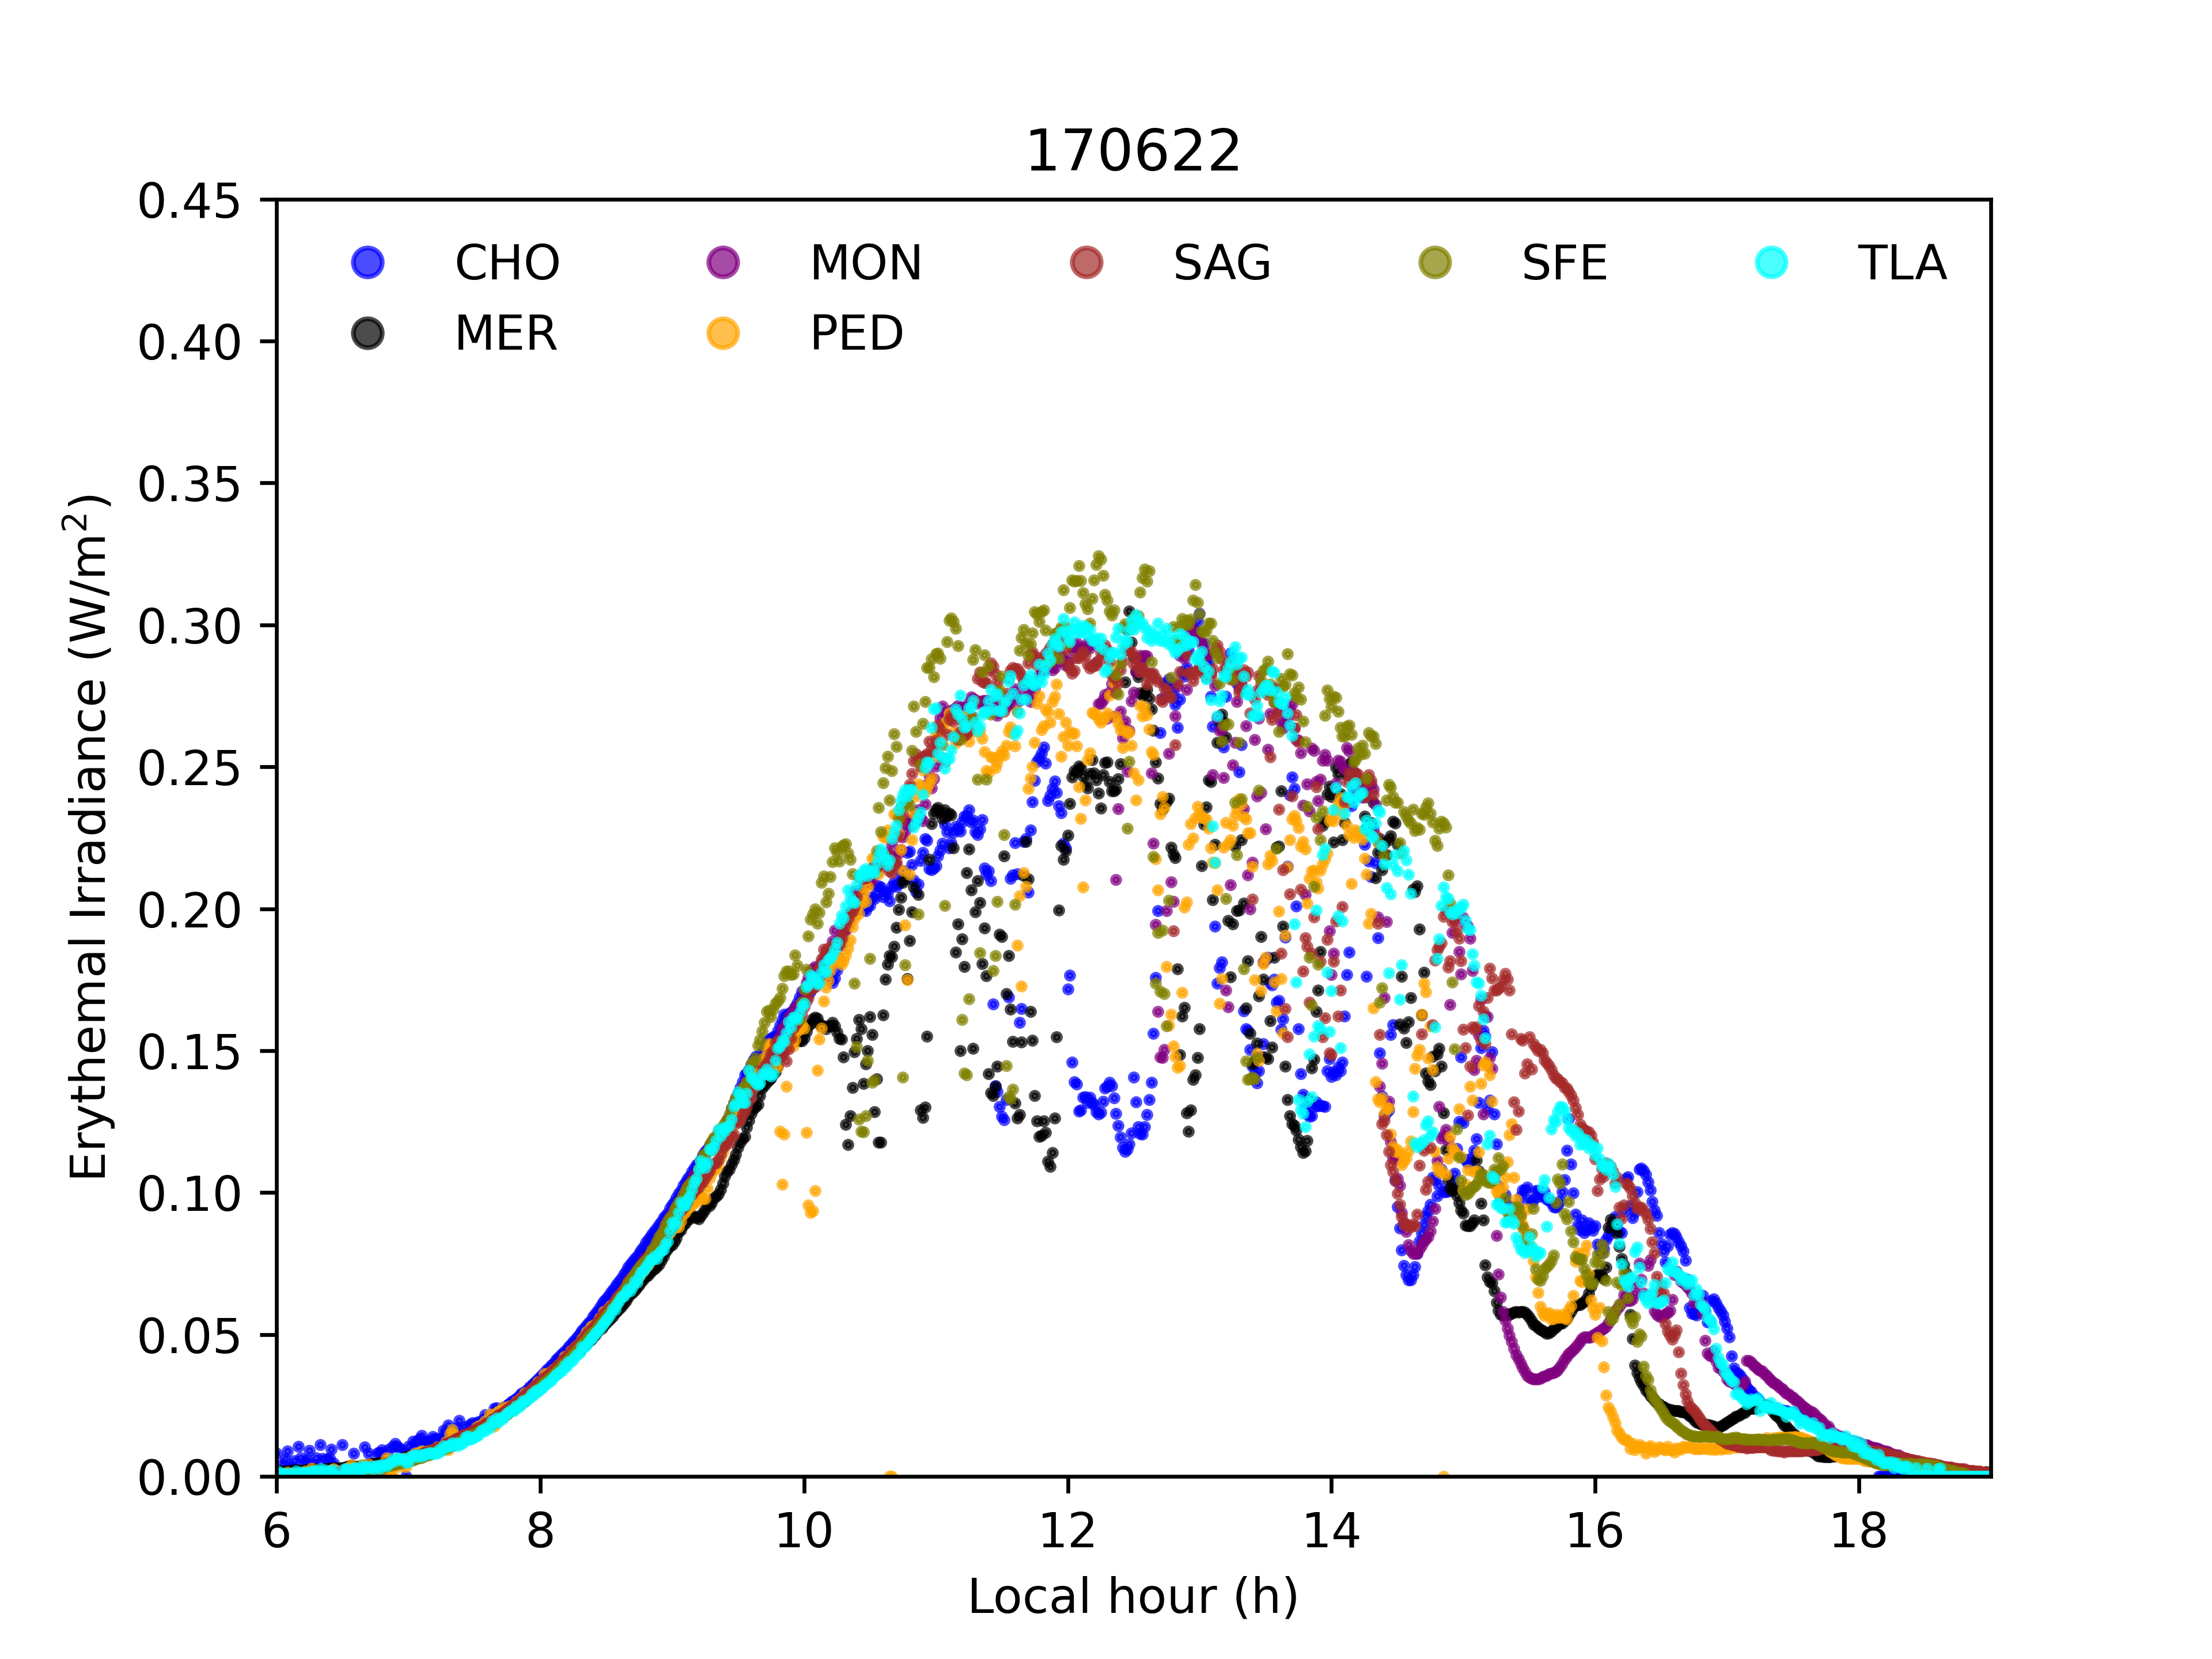 170622
0.45
0.40
0.35
0.30
0.25
0.20
0.15
0.10
0.05
0.00
Erythemal Irradiance (W/m²)
CHO MON SAG SFE TLA
MER PED
6 8 10 12 14 16 18
Local hour (h)